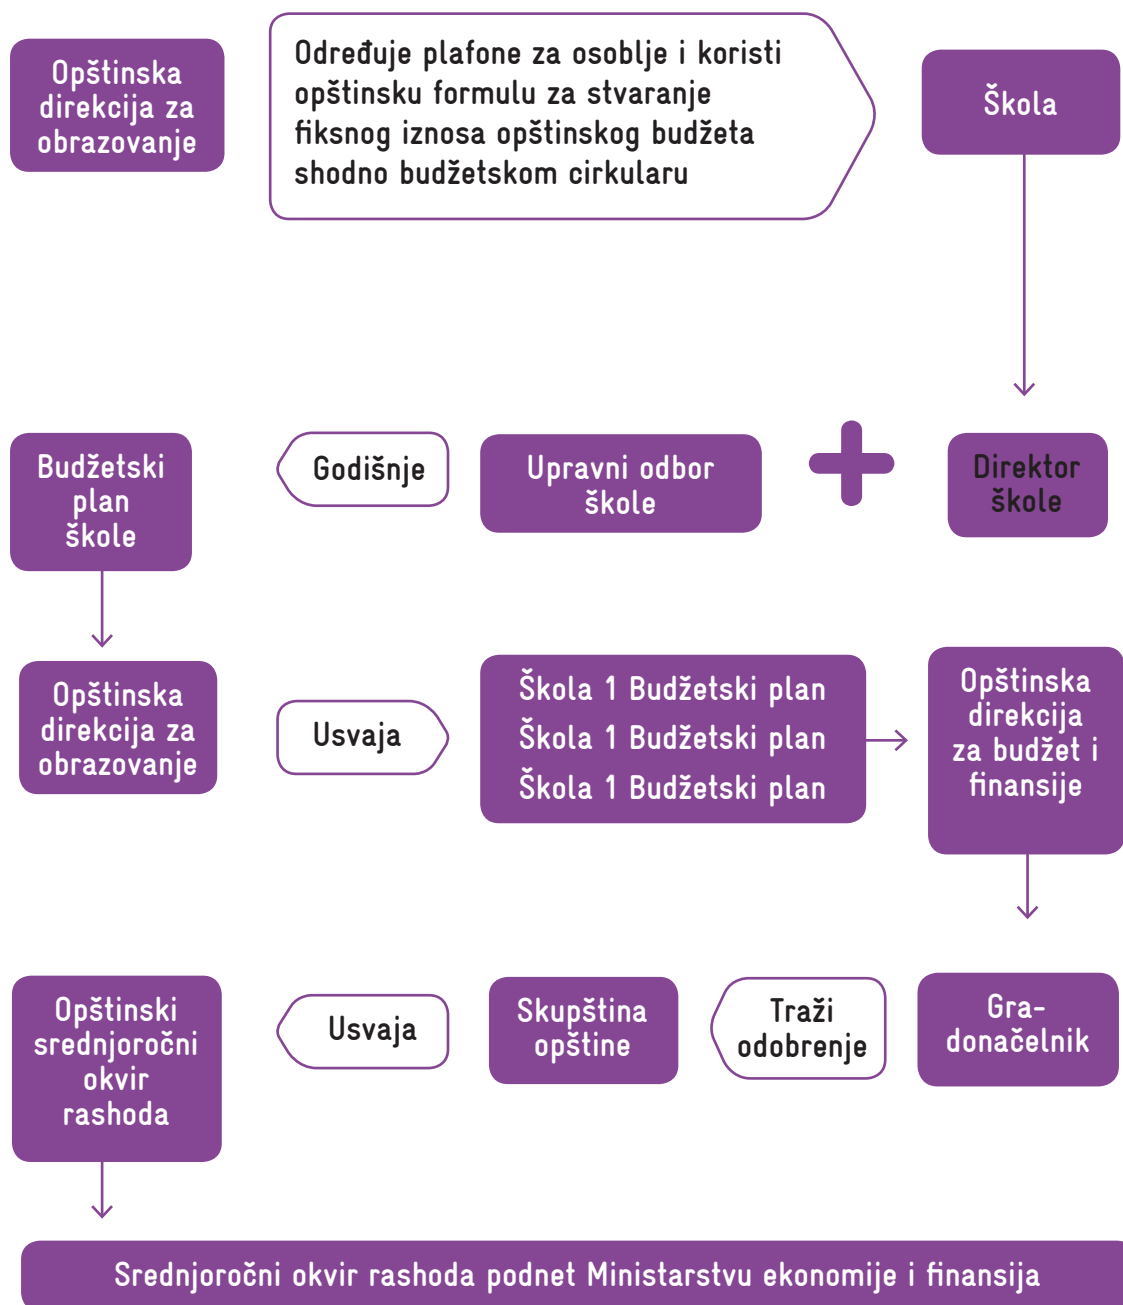 Opštinska
direkcija za
obrazovanje
Određuje plafone za osoblje i koristi
opštinsku formulu za stvaranje
fiksnog iznosa opštinskog budžeta
shodno budžetskom cirkularu
Škola
Budžetski
plan
škole
Godišnje
Upravni odbor
škole
Direktor
škole
Opštinska
direkcija za
obrazovanje
Usvaja
Škola 1 Budžetski plan
Škola 1 Budžetski plan
Škola 1 Budžetski plan
Opštinska
direkcija
za budžet i
finansije
Opštinski
srednjoročni
okvir
rashoda
Usvaja
Skupština
opštine
Traži
odobrenje
Gra-
donačelnik
Srednjoročni okvir rashoda podnet Ministarstvu ekonomije i finansija